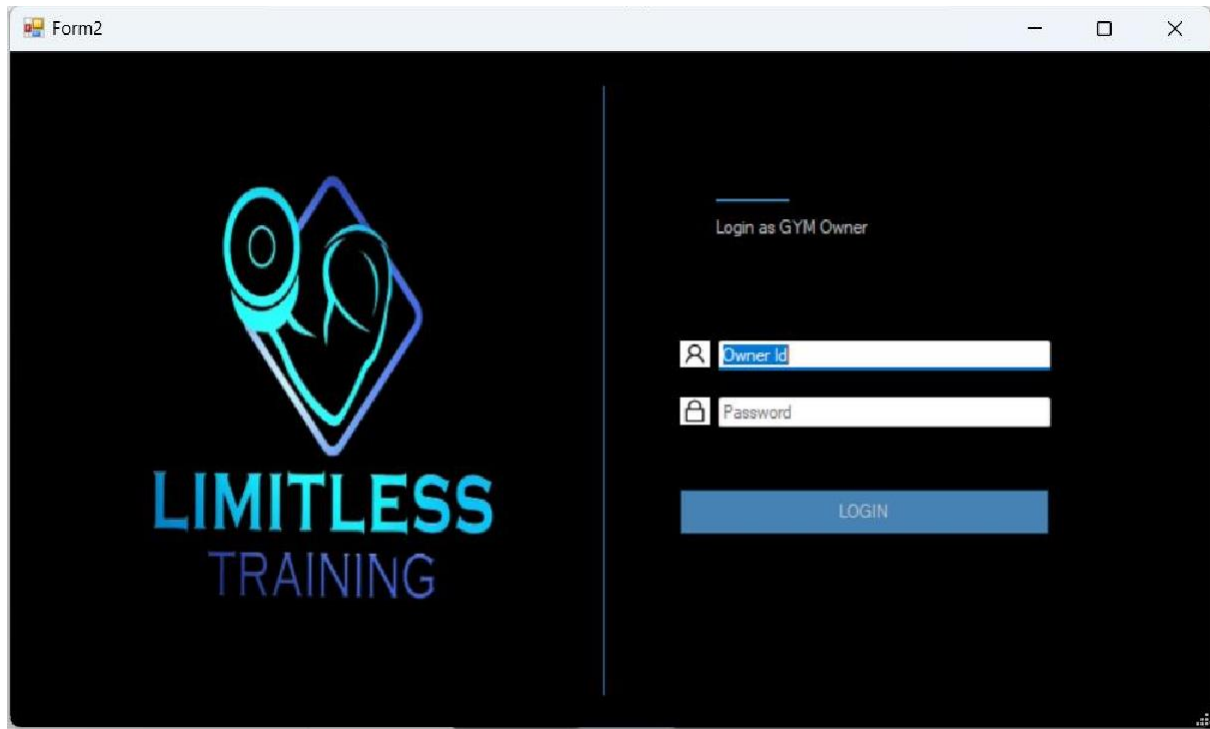 Form2
LIMITLESS
TRAINING
Login as GYM Owner
Owner Id
Password
LOGIN